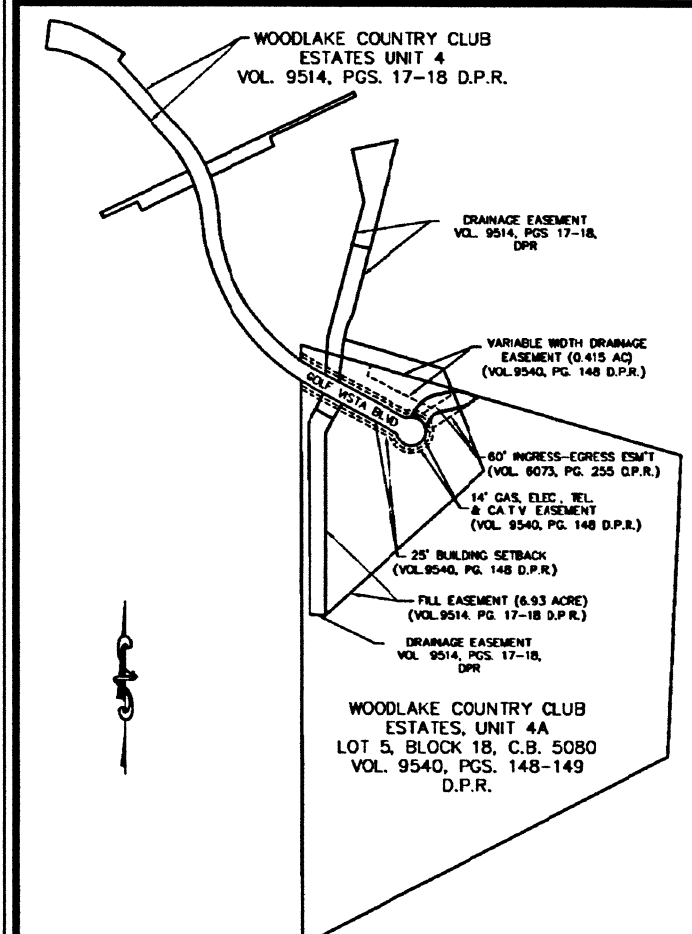 WOODLAKE COUNTRY CLUB
ESTATES UNIT 4
VOL. 9514, PGS. 17-18 D.P.R.
DRAINAGE EASEMENT
VOL. 9514, PGS 17-18,
DPR
VARIABLE WIDTH DRAINAGE
EASEMENT (0.415 AC)
(VOL.9540, PG. 148 D.P.R.)
GOLF VISTA BLVD
60' INGRESS-EGRESS ESM'T
(VOL. 6073, PG. 255 O.P.R.)
14' GAS, ELEC, TEL.
& C.A.T.V EASEMENT
(VOL. 9540, PG. 148 D.P.R.)
25' BUILDING SETBACK
(VOL.9540, PG. 148 D.P.R.)
FILL EASEMENT (6.93 ACRE)
(VOL.9514. PG. 17-18 D.P.R.)
DRAINAGE EASEMENT
VOL 9514, PGS. 17-18,
DPR
WOODLAKE COUNTRY CLUB
ESTATES, UNIT 4A
LOT 5, BLOCK 18, C.B. 5080
VOL. 9540, PGS. 148-149
D.P.R.